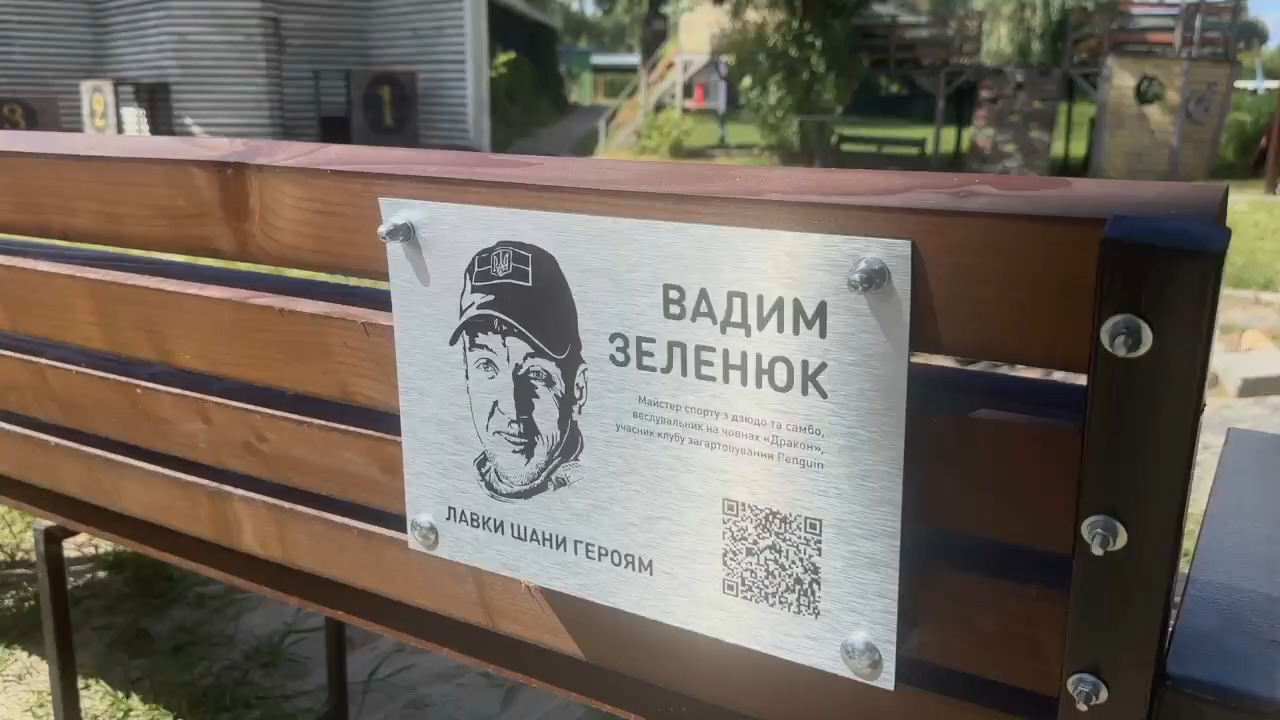 3
2
1
ВАДИМ
ЗЕЛЕНЮК
Майстер спорту з дзюдо та самбо,
веслувальник на човнах «Дракон»,
учасник клубу загартовування Penguin
ЛАВКИ ШАНИ ГЕРОЯМ